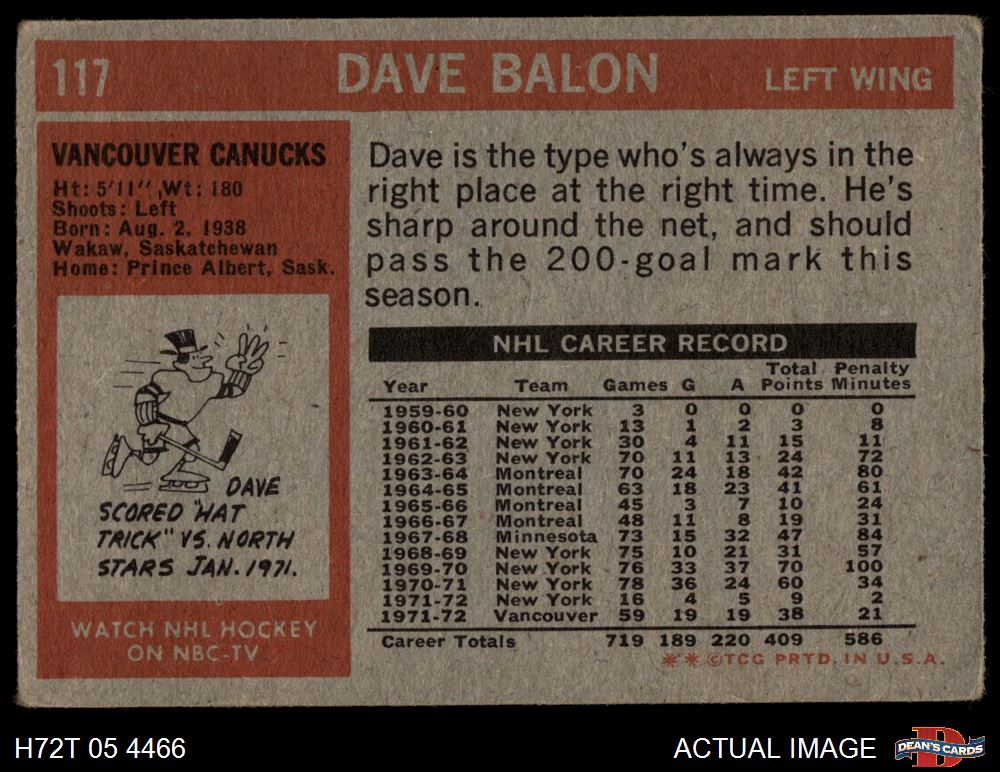 117 DAVE BALON LEFT WING
VANCOUVER CANUCKS
Ht: 5'11" Wt: 180
Shoots: Left
Born: Aug. 2, 1938
Wakaw, Saskatchewan
Home: Prince Albert, Sask.
DAVE
SCORED "HAT
TRICK" VS. NORTH
STARS JAN. 1971.
WATCH NHL HOCKEY
ON NBC-TV
Dave is the type who's always in the
right place at the right time. He's
sharp around the net, and should
pass the 200-goal mark this
season.
NHL CAREER RECORD
Total Penalty
Year Team Games G A Points Minutes
1959-60 New York 3 0 0 0 0
1960-61 New York 13 1 2 3 8
1961-62 New York 30 4 11 15 11
1962-63 New York 70 11 13 24 72
1963-64 Montreal 70 24 18 42 80
1964-65 Montreal 63 18 23 41 61
1965-66 Montreal 45 3 7 10 24
1966-67 Montreal 48 11 8 19 31
1967-68 Minnesota 73 15 32 47 84
1968-69 New York 75 10 21 31 57
1969-70 New York 76 33 37 70 100
1970-71 New York 78 36 24 60 34
1971-72 New York 16 4 5 9 2
1971-72 Vancouver 59 19 19 38 21
Career Totals 719 189 220 409 586
* * ©TCG PRTD. IN U.S.A.
H72T 05 4466 ACTUAL IMAGE DEAN'S CARDS